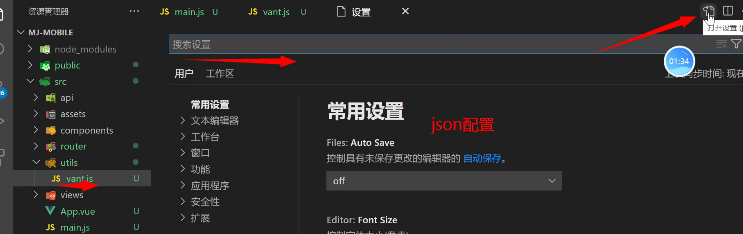 资源管理器 ···
JS main.js U
JS vant.js U
设置
MJ-MOBILE
node_modules
public
src
api
assets
components
router
utils
JS vant.js U
views
App.vue U
JS main.js U
打开设置
搜索设置
01:34
用户 工作区
同步时间: 现在
常用设置
文本编辑器
工作台
窗口
功能
应用程序
安全性
扩展
常用设置
json配置
Files: Auto Save
控制具有未保存更改的编辑器的 自动保存。
off
Editor: Font Size